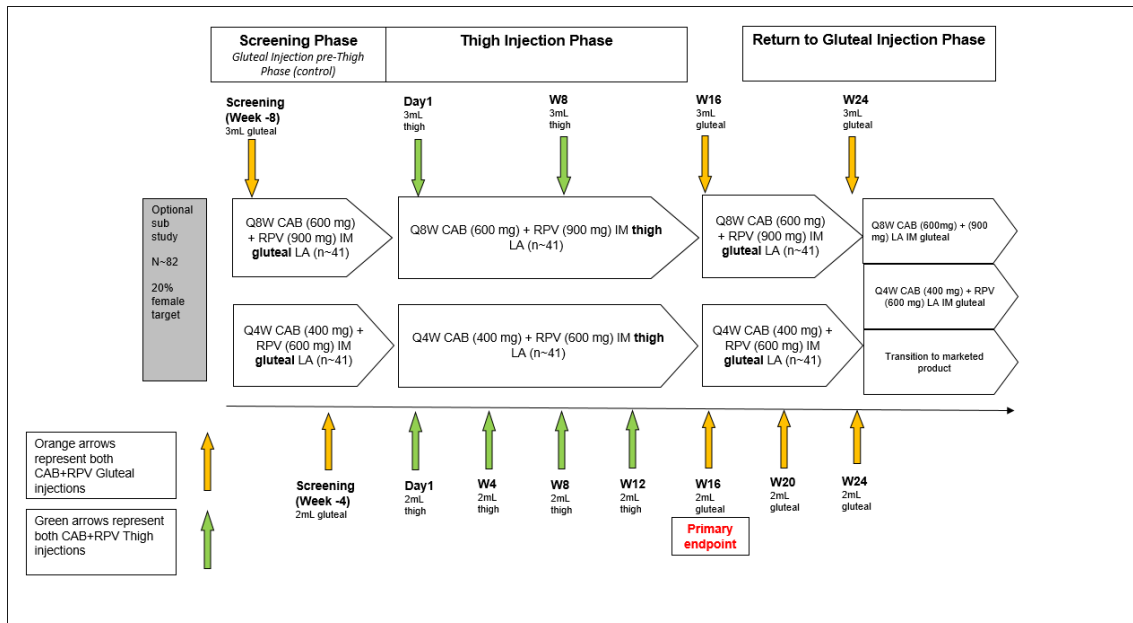 Screening Phase
Gluteal Injection pre-Thigh
Phase (control)
Thigh Injection Phase
Return to Gluteal Injection Phase
Screening
(Week -8)
3mL gluteal
Day1
3mL
thigh
W8
3mL
thigh
W16
3mL
gluteal
W24
3mL
gluteal
Optional
sub
study
N~82
20%
female
target
Q8W CAB (600 mg)
+ RPV (900 mg) IM
gluteal LA (n~41)
Q8W CAB (600 mg) + RPV (900 mg) IM thigh
LA (n~41)
Q8W CAB (600 mg)
+ RPV (900 mg) IM
gluteal LA (n~41)
Q8W CAB (600mg) + (900
mg) LA IM gluteal
Q4W CAB (400 mg) + RPV
(600 mg) LA IM gluteal
Transition to marketed
product
Q4W CAB (400 mg) +
RPV (600 mg) IM
gluteal LA (n~41)
Q4W CAB (400 mg) + RPV (600 mg) IM thigh
LA (n~41)
Q4W CAB (400 mg) +
RPV (600 mg) IM
gluteal LA (n~41)
Orange arrows
represent both
CAB+RPV Gluteal
injections
Green arrows represent
both CAB+RPV Thigh
injections
Screening
(Week -4)
2mL gluteal
Day1
2mL
thigh
W4
2mL
thigh
W8
2mL
thigh
W12
2mL
thigh
W16
2mL
gluteal
W20
2mL
gluteal
W24
2mL
gluteal
Primary
endpoint